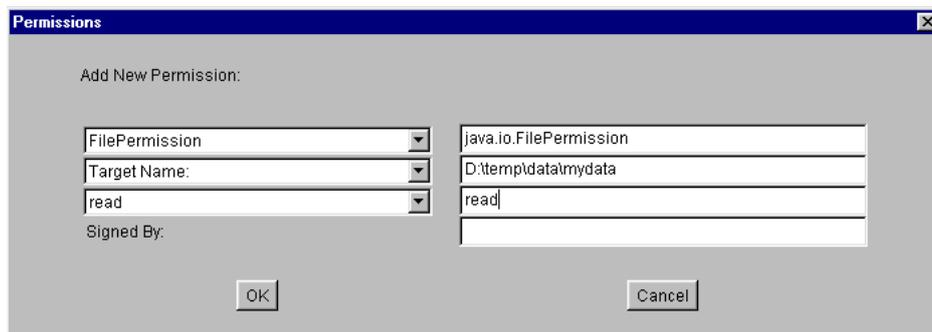 Permissions
Add New Permission:
FilePermission java.io.FilePermission
Target Name: D:\temp\data\mydata
read read
Signed By:
OK Cancel